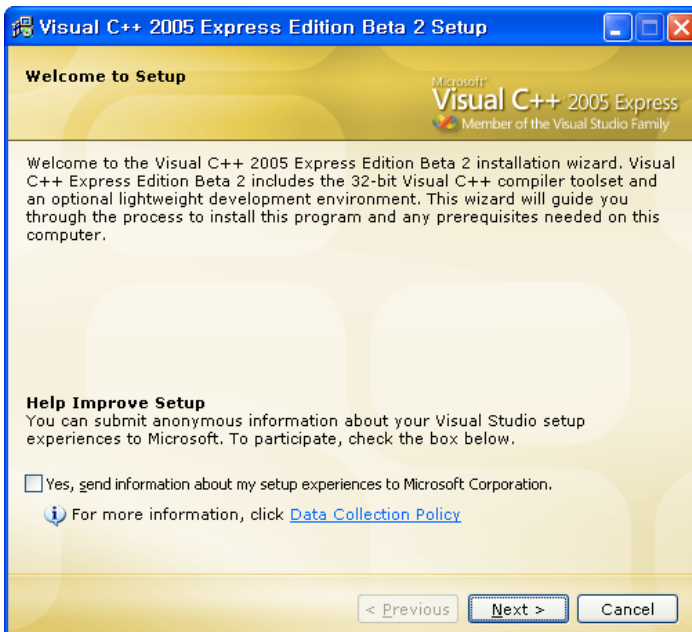 Visual C++ 2005 Express Edition Beta 2 Setup
Welcome to Setup
Microsoft
Visual C++ 2005 Express
Member of the Visual Studio Family
Welcome to the Visual C++ 2005 Express Edition Beta 2 installation wizard. Visual
C++ Express Edition Beta 2 includes the 32-bit Visual C++ compiler toolset and
an optional lightweight development environment. This wizard will guide you
through the process to install this program and any prerequisites needed on this
computer.
Help Improve Setup
You can submit anonymous information about your Visual Studio setup
experiences to Microsoft. To participate, check the box below.
Yes, send information about my setup experiences to Microsoft Corporation.
For more information, click Data Collection Policy
< Previous Next > Cancel